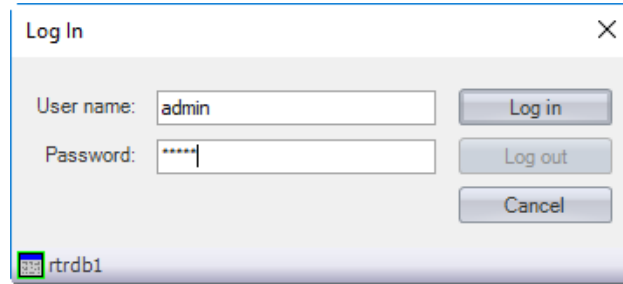 Log In
User name: admin Log in
Password: ***** Log out
Cancel
rtrdb1